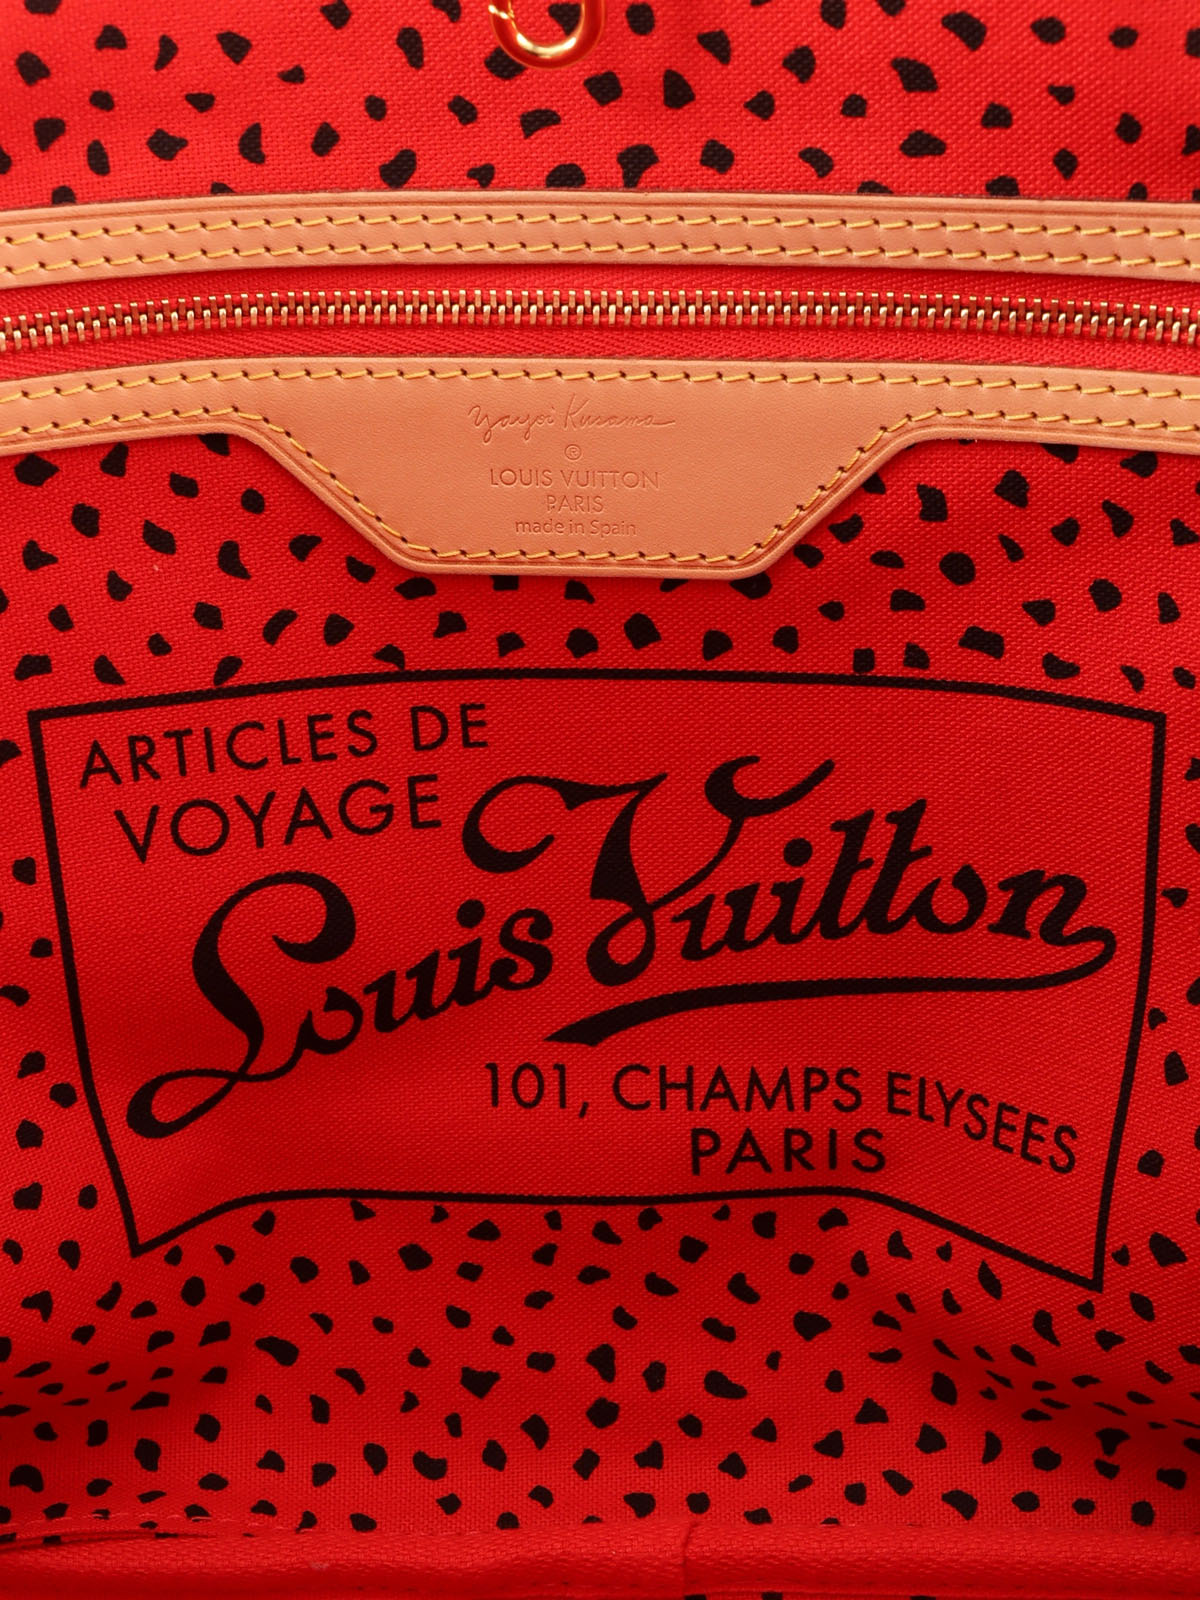 Yayoi Kusama
®
LOUIS VUITTON
PARIS
made in Spain
ARTICLES DE
VOYAGE
Louis Vuitton
101, CHAMPS ELYSEES
PARIS